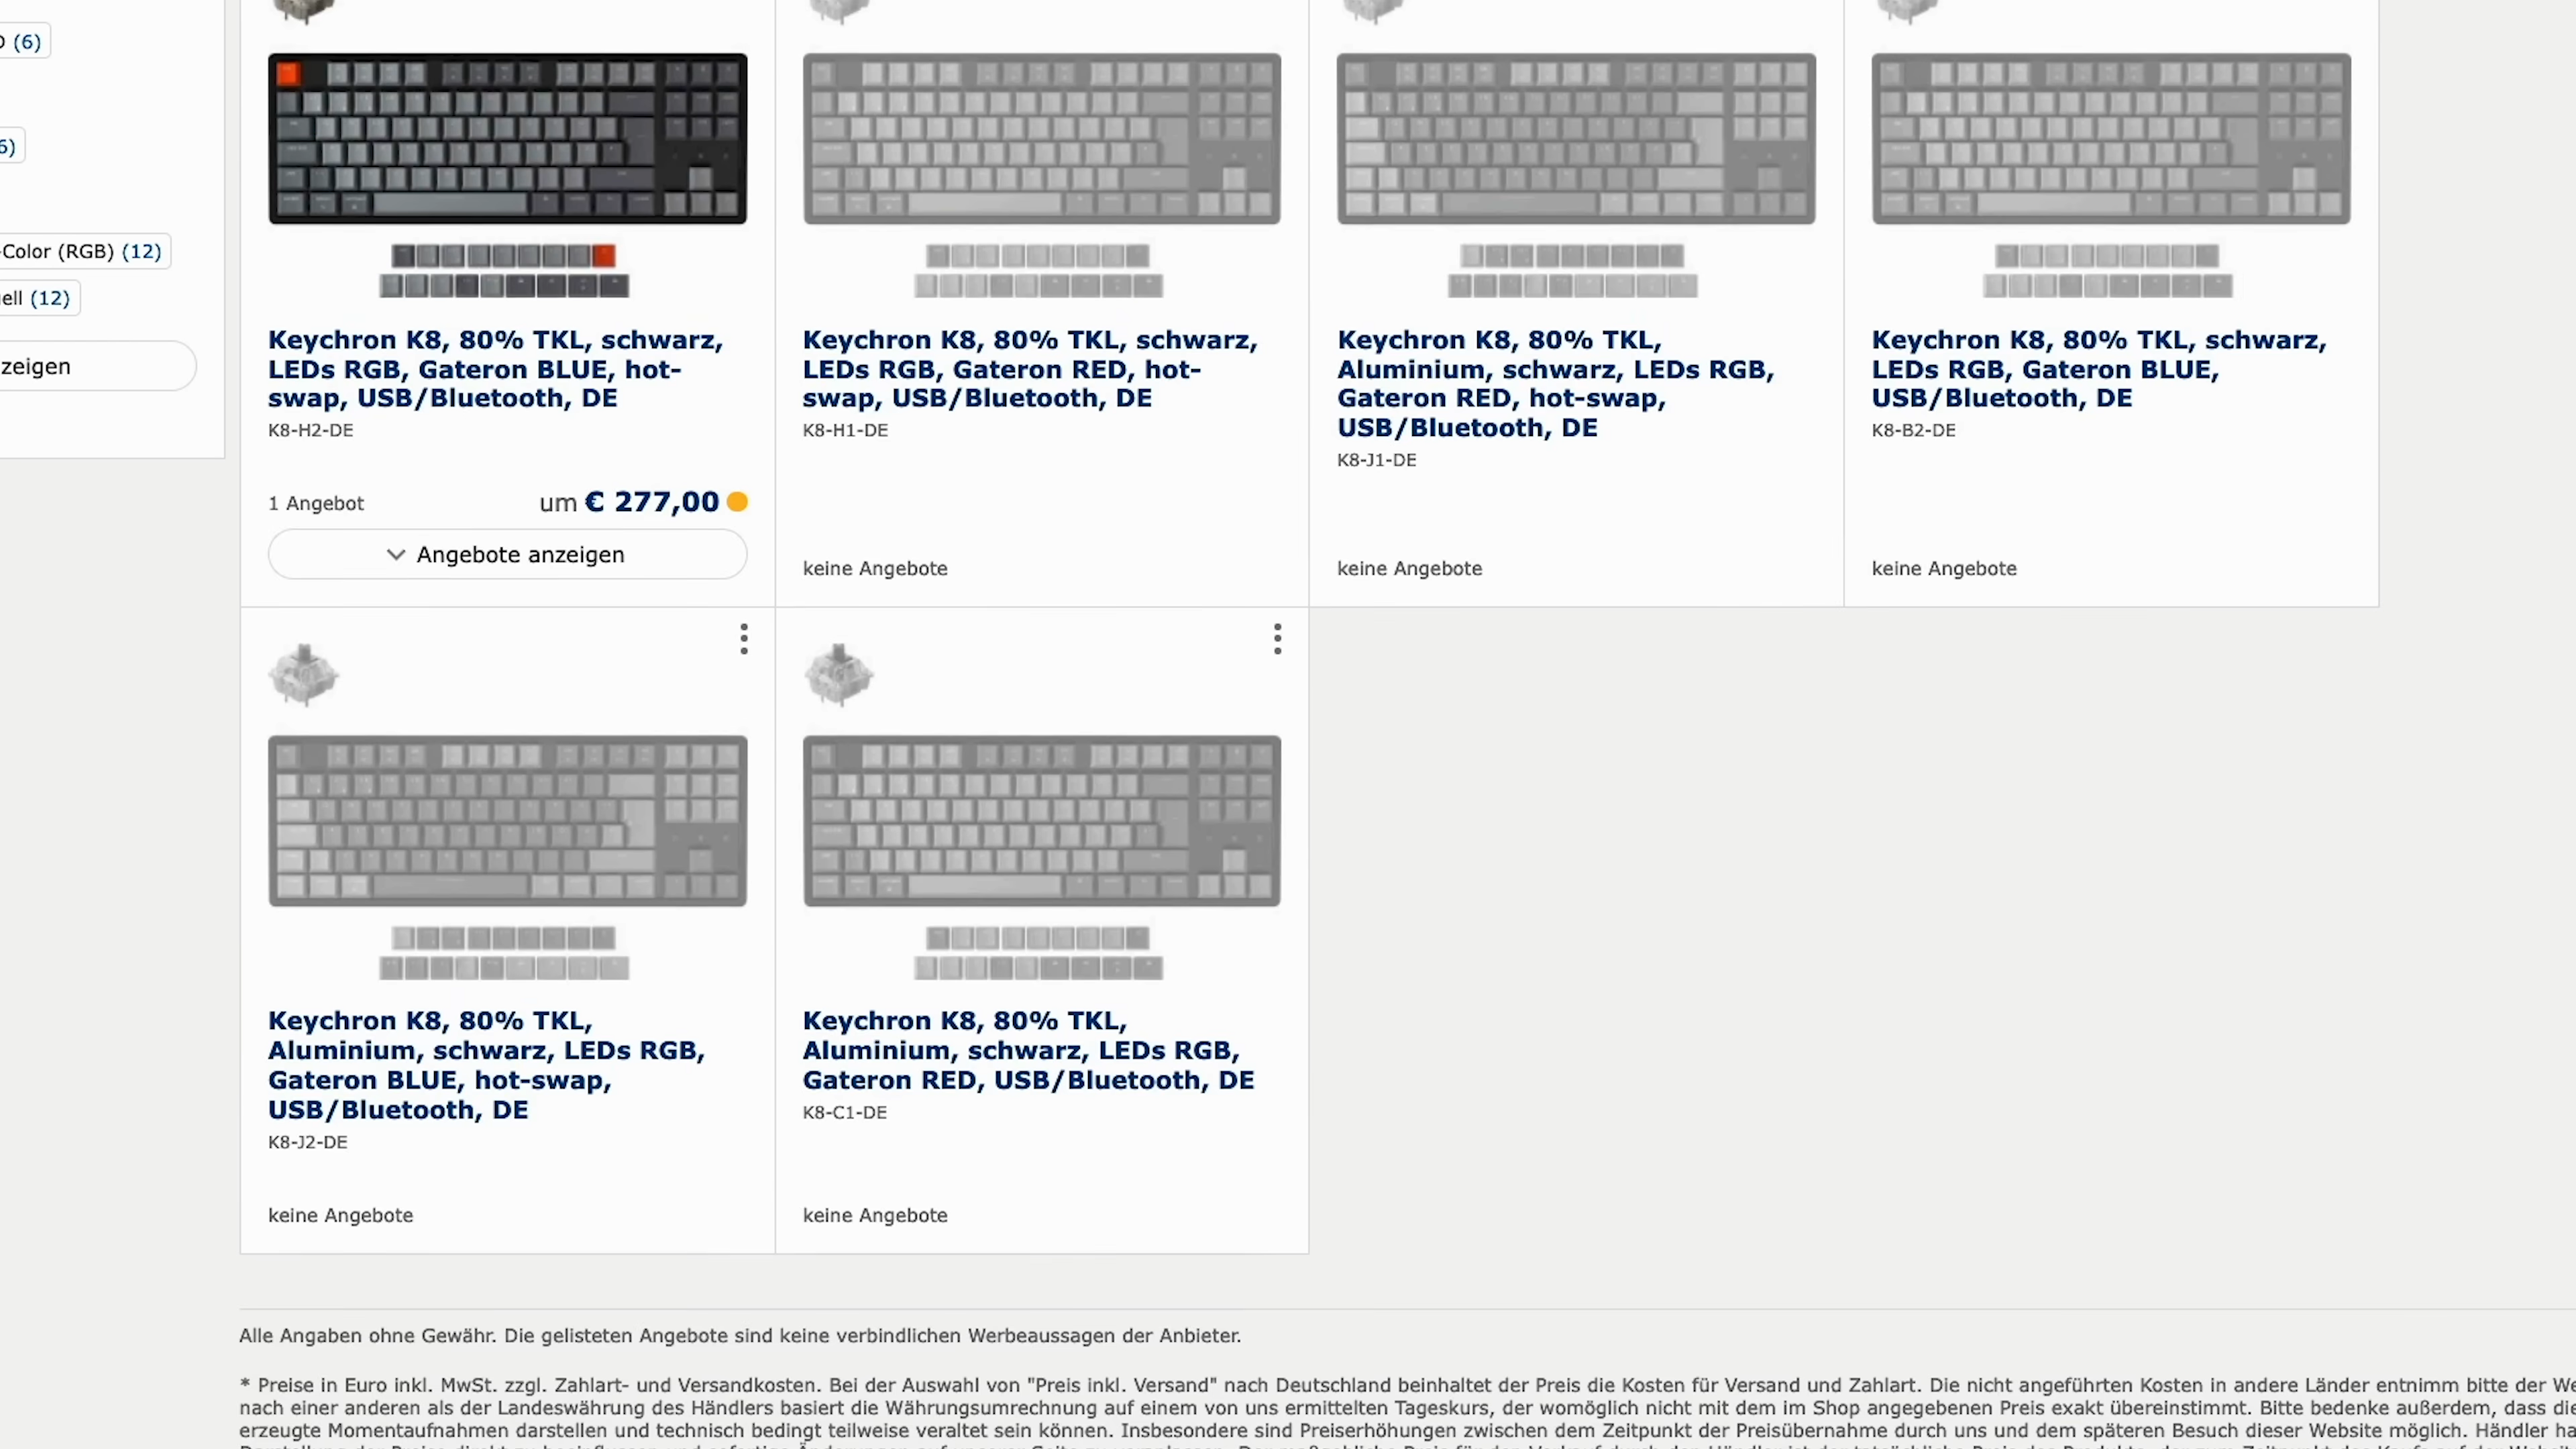 (6)
6)
Color (RGB) (12)
ell (12)
zeigen
Keychron K8, 80% TKL, schwarz,
LEDs RGB, Gateron BLUE, hot-
swap, USB/Bluetooth, DE
K8-H2-DE
1 Angebot um € 277,00
Angebote anzeigen
Keychron K8, 80% TKL, schwarz,
LEDs RGB, Gateron RED, hot-
swap, USB/Bluetooth, DE
K8-H1-DE
keine Angebote
Keychron K8, 80% TKL,
Aluminium, schwarz, LEDs RGB,
Gateron RED, hot-swap,
USB/Bluetooth, DE
K8-J1-DE
keine Angebote
Keychron K8, 80% TKL, schwarz,
LEDs RGB, Gateron BLUE,
USB/Bluetooth, DE
K8-B2-DE
keine Angebote
Keychron K8, 80% TKL,
Aluminium, schwarz, LEDs RGB,
Gateron BLUE, hot-swap,
USB/Bluetooth, DE
K8-J2-DE
keine Angebote
Keychron K8, 80% TKL,
Aluminium, schwarz, LEDs RGB,
Gateron RED, USB/Bluetooth, DE
K8-C1-DE
keine Angebote
Alle Angaben ohne Gewähr. Die gelisteten Angebote sind keine verbindlichen Werbeaussagen der Anbieter.
* Preise in Euro inkl. MwSt. zzgl. Zahlart- und Versandkosten. Bei der Auswahl von "Preis inkl. Versand" nach Deutschland beinhaltet der Preis die Kosten für Versand und Zahlart. Die nicht angeführten Kosten in andere Länder entnimm bitte der We
nach einer anderen als der Landeswährung des Händlers basiert die Währungsumrechnung auf einem von uns ermittelten Tageskurs, der womöglich nicht mit dem im Shop angegebenen Preis exakt übereinstimmt. Bitte bedenke außerdem, dass die
erzeugte Momentaufnahmen darstellen und technisch bedingt teilweise veraltet sein können. Insbesondere sind Preiserhöhungen zwischen dem Zeitpunkt der Preisübernahme durch uns und dem späteren Besuch dieser Website möglich. Händler h